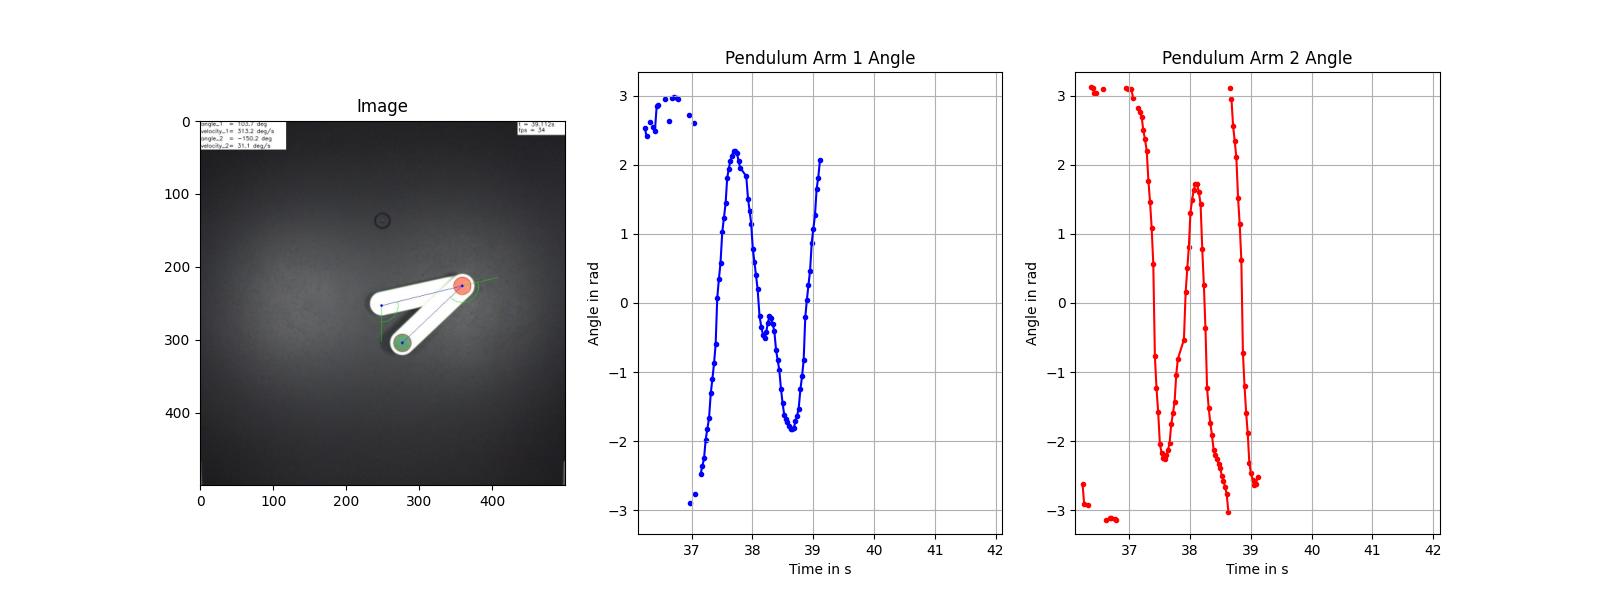 Image
angle_1 = 103.7 deg
velocity_1= 313.2 deg/s
angle_2 = -150.2 deg
velocity_2= 31.1 deg/s
t = 39.112s
fps = 34
0
100
200
300
400
0 100 200 300 400
Pendulum Arm 1 Angle
Angle in rad
3
2
1
0
−1
−2
−3
37 38 39 40 41 42
Time in s
Pendulum Arm 2 Angle
Angle in rad
3
2
1
0
−1
−2
−3
37 38 39 40 41 42
Time in s